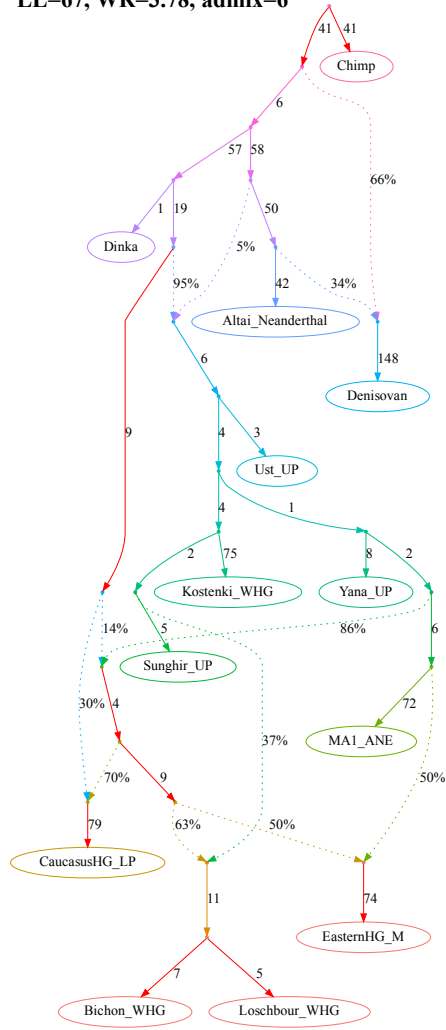 LL=67, WR=3.78, admix=6
41 41
Chimp
6
57 58
66%
1 19 50
Dinka
5%
95% 42 34%
Altai_Neanderthal
6 148
Denisovan
9
4 3
Ust_UP
4 1
2 75 8 2
Kostenki_WHG Yana_UP
14% 5 86% 6
Sunghir_UP
30% 4 72
37% MA1_ANE
70% 9 50%
79 63% 50%
CaucasusHG_LP
11 74
EasternHG_M
7 5
Bichon_WHG Loschbour_WHG